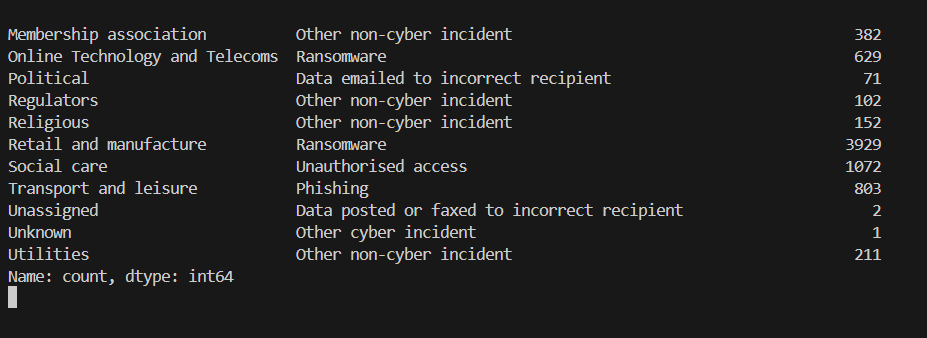 Membership association Other non-cyber incident 382
Online Technology and Telecoms Ransomware 629
Political Data emailed to incorrect recipient 71
Regulators Other non-cyber incident 102
Religious Other non-cyber incident 152
Retail and manufacture Ransomware 3929
Social care Unauthorised access 1072
Transport and leisure Phishing 803
Unassigned Data posted or faxed to incorrect recipient 2
Unknown Other cyber incident 1
Utilities Other non-cyber incident 211
Name: count, dtype: int64